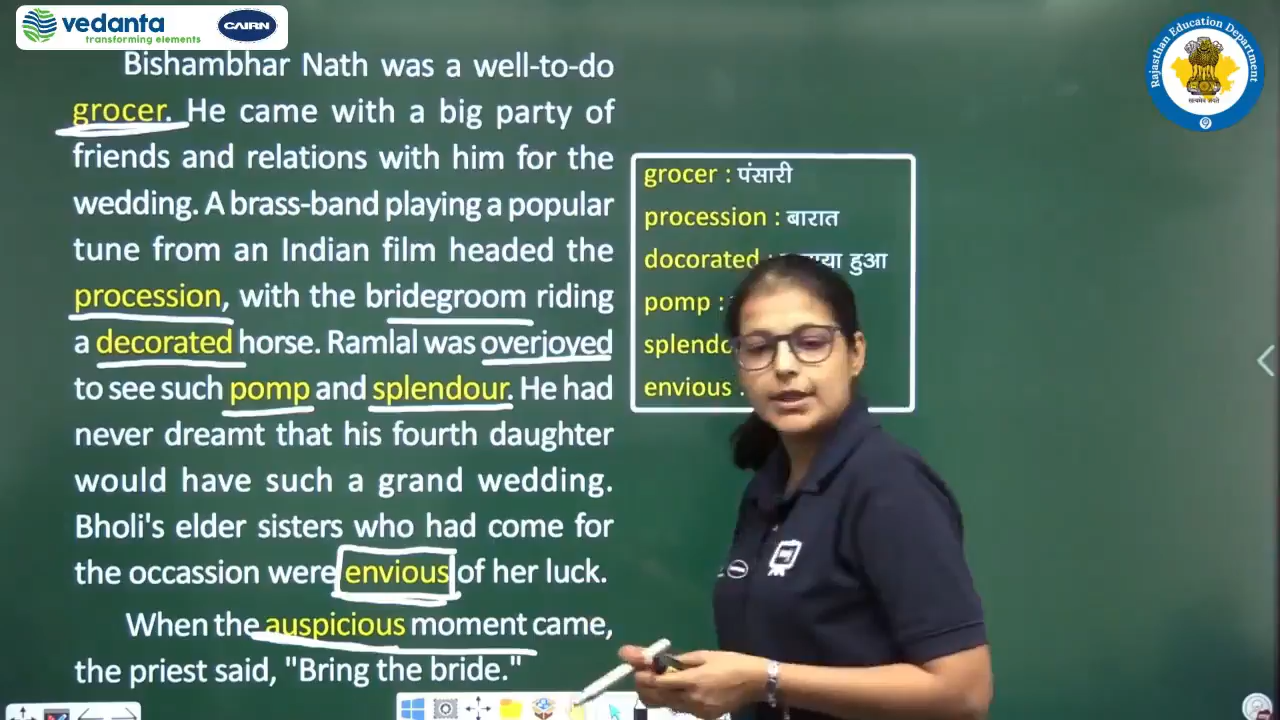 vedanta
transforming elements
CAIRN
Rajasthan Education Department
सत्यमेव जयते
Bishambhar Nath was a well-to-do
grocer. He came with a big party of
friends and relations with him for the
wedding. A brass-band playing a popular
tune from an Indian film headed the
procession, with the bridegroom riding
a decorated horse. Ramlal was overjoyed
to see such pomp and splendour. He had
never dreamt that his fourth daughter
would have such a grand wedding.
Bholi's elder sisters who had come for
the occassion were envious of her luck.
When the auspicious moment came,
the priest said, "Bring the bride."
grocer : पंसारी
procession : बारात
docorated : हुआ
pomp :
envious :